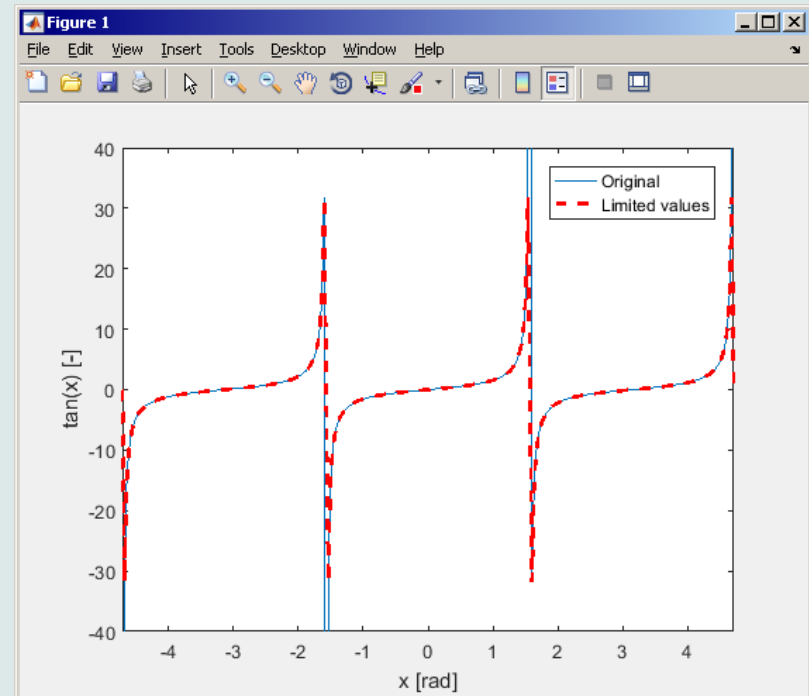 Figure 1
File Edit View Insert Tools Desktop Window Help
40
30
20
10
0
-10
-20
-30
-40
tan(x) [-]
Original
Limited values
-4 -3 -2 -1 0 1 2 3 4
x [rad]